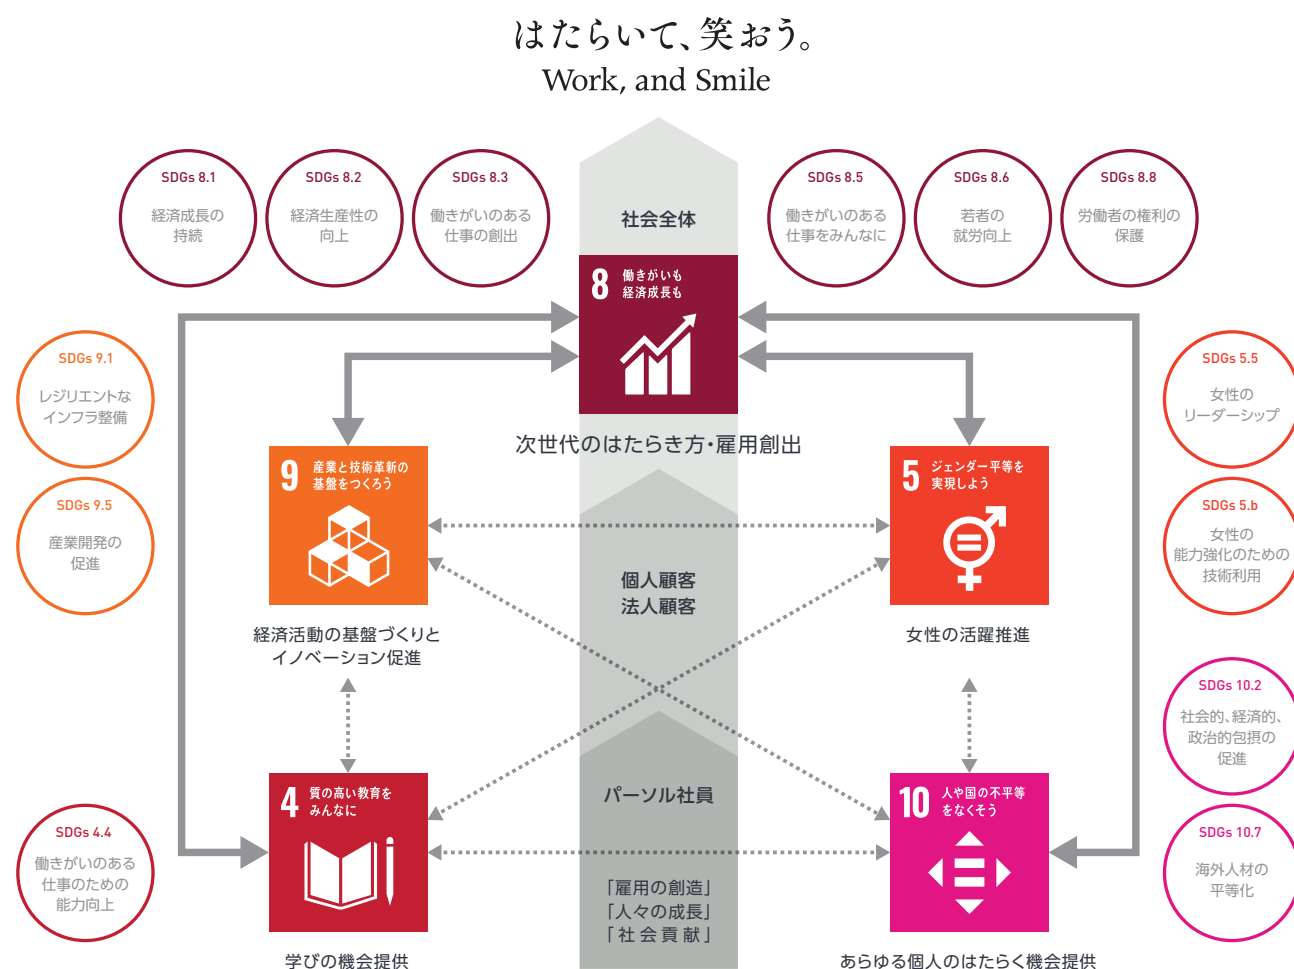 はたらいて、笑おう。
Work, and Smile
SDGs 8.1
経済成長の
持続
SDGs 8.2
経済生産性の
向上
SDGs 8.3
働きがいのある
仕事の創出
社会全体
SDGs 8.5
働きがいのある
仕事をみんなに
SDGs 8.6
若者の
就労向上
SDGs 8.8
労働者の権利の
保護
8 働きがいも
経済成長も
次世代のはたらき方・雇用創出
SDGs 9.1
レジリエントな
インフラ整備
SDGs 9.5
産業開発の
促進
9 産業と技術革新の
基盤をつくろう
経済活動の基盤づくりと
イノベーション促進
個人顧客
法人顧客
5 ジェンダー平等を
実現しよう
女性の活躍推進
SDGs 5.5
女性の
リーダーシップ
SDGs 5.b
女性の
能力強化のための
技術利用
SDGs 4.4
働きがいのある
仕事のための
能力向上
4 質の高い教育を
みんなに
学びの機会提供
パーソル社員
「雇用の創造」
「人々の成長」
「社会貢献」
10 人や国の不平等
をなくそう
あらゆる個人のはたらく機会提供
SDGs 10.2
社会的、経済的、
政治的包摂の
促進
SDGs 10.7
海外人材の
平等化